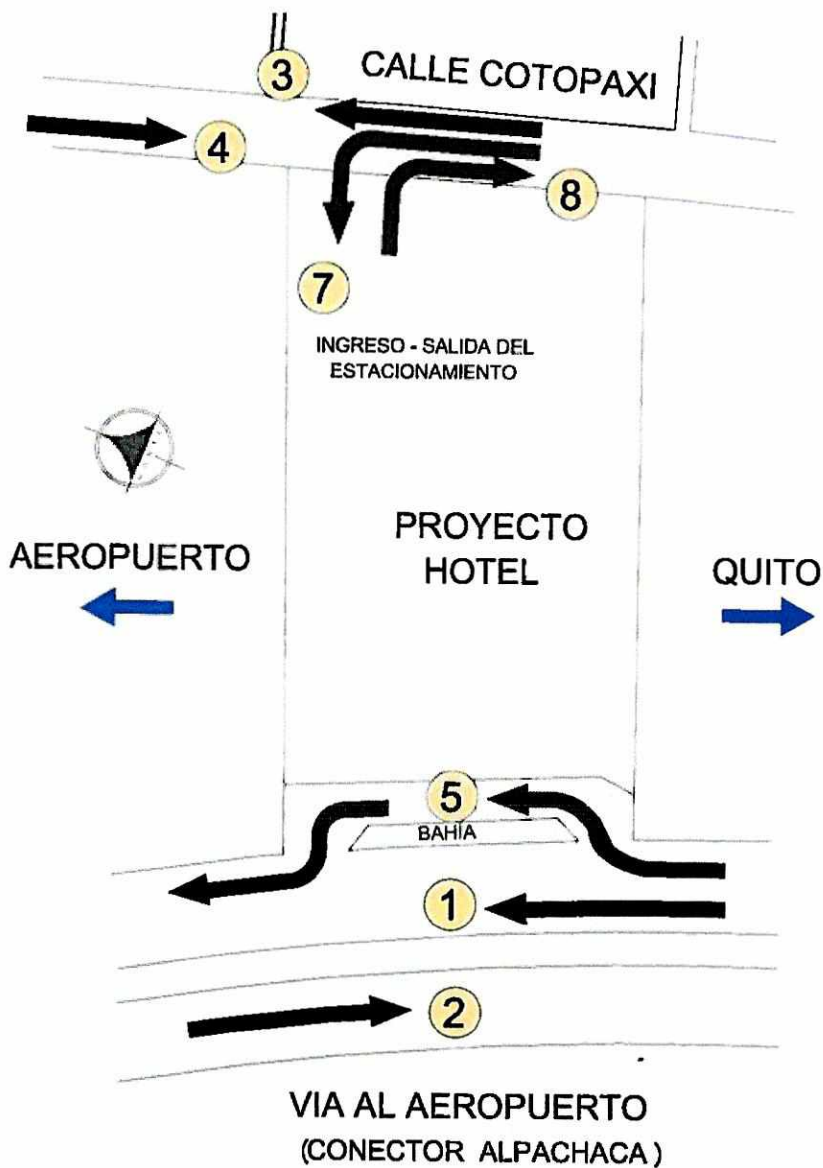 3
CALLE COTOPAXI
4
8
7
INGRESO - SALIDA DEL
ESTACIONAMIENTO
PROYECTO
HOTEL
AEROPUERTO
QUITO
5
BAHIA
1
2
VIA AL AEROPUERTO
(CONECTOR ALPACHACA)